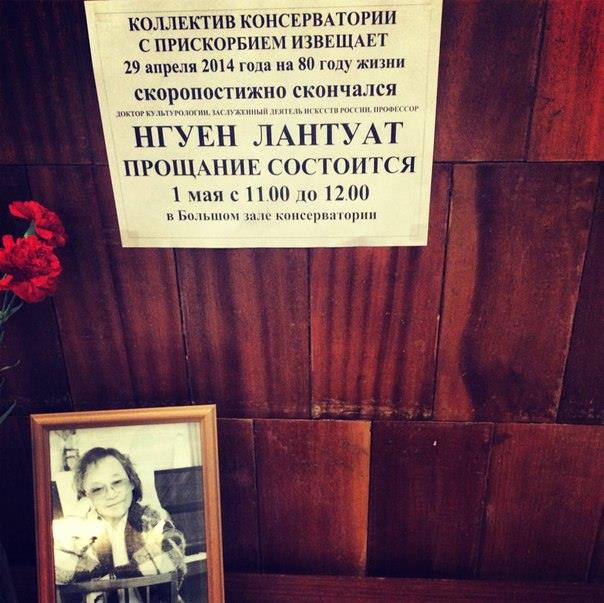 КОЛЛЕКТИВ КОНСЕРВАТОРИИ
С ПРИСКОРБИЕМ ИЗВЕЩАЕТ
29 апреля 2014 года на 80 году жизни
скоропостижно скончался
ДОКТОР КУЛЬТУРОЛОГИИ, ЗАСЛУЖЕННЫЙ ДЕЯТЕЛЬ ИСКССТВ РОССИИ, ПРОФЕССОР
НГУЕН ЛАНТУАТ
ПРОЩАНИЕ СОСТОИТСЯ
1 мая с 11.00 до 12.00
в Большом зале консерватории